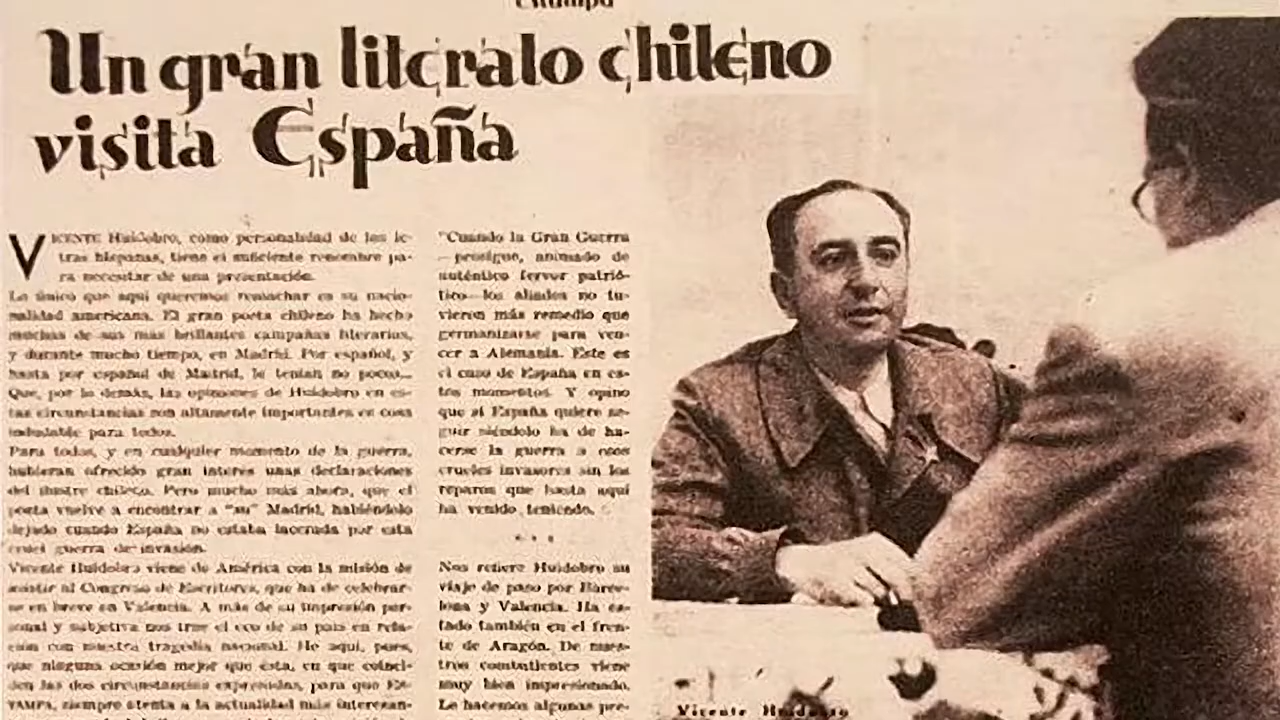 Estampa
Un gran literato chileno
visita España
VICENTE Huidobro, como personalidad de las le-
tras hispanas, tiene el suficiente renombre pa-
ra necesitar de una presentación.
Lo único que aquí queremos remachar es su nacio-
nalidad americana. El gran poeta chileno ha hecho
muchas de sus más brillantes campañas literarias,
y durante mucho tiempo, en Madrid. Por español, y
hasta por español de Madrid, le tenían no pocos...
Que, por lo demás, las opiniones de Huidobro en es-
tas circunstancias son altamente importantes es cosa
indudable para todos.
Para todos, y en cualquier momento de la guerra,
hubieran ofrecido gran interés unas declaraciones
del ilustre chileno. Pero mucho más ahora, que el
poeta vuelve a encontrar a "su" Madrid, habiéndolo
dejado cuando España no estaba lacerada por esta
cruel guerra de invasión.
Vicente Huidobro viene de América con la misión de
asistir al Congreso de Escritores, que ha de celebrar-
se en breve en Valencia. A más de su impresión per-
sonal y subjetiva nos trae el eco de su país en rela-
ción con nuestra tragedia nacional. He aquí, pues,
que ninguna ocasión mejor que esta, en que coinci-
den las dos circunstancias expresadas, para que ES-
TAMPA, siempre atenta a la actualidad más interesan-
"Cuando la Gran Guerra
—prosigue, animado de
auténtico fervor patrió-
tico—los aliados no tu-
vieron más remedio que
germanizarse para ven-
cer a Alemania. Este es
el caso de España en es-
tos momentos. Y opino
que si España quiere se-
guir siéndolo ha de ha-
cerse la guerra a esos
crueles invasores sin los
reparos que hasta aquí
ha venido teniendo.
* * *
Nos refiere Huidobro su
viaje de paso por Barce-
lona y Valencia. Ha es-
tado también en el fren-
te de Aragón. De nues-
tros combatientes viene
muy bien impresionado.
Le hacemos algunas pre-
Vicente Huidobro